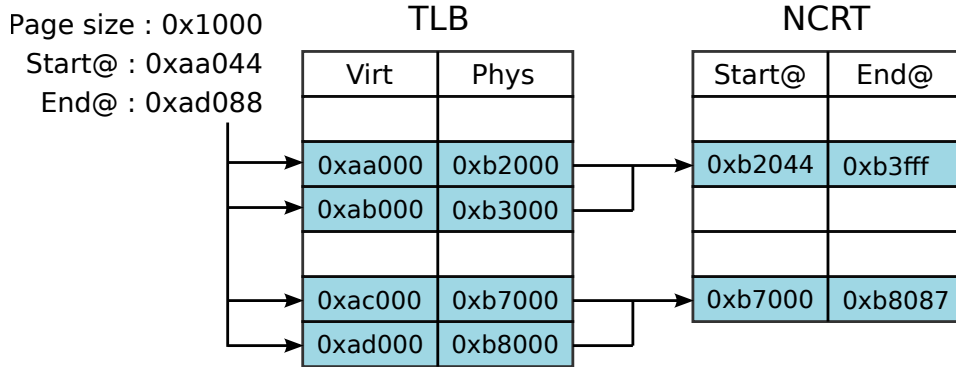 Page size : 0x1000
Start@ : 0xaa044
End@ : 0xad088
TLB
Virt Phys
0xaa000 0xb2000
0xab000 0xb3000
0xac000 0xb7000
0xad000 0xb8000
NCRT
Start@ End@
0xb2044 0xb3fff
0xb7000 0xb8087